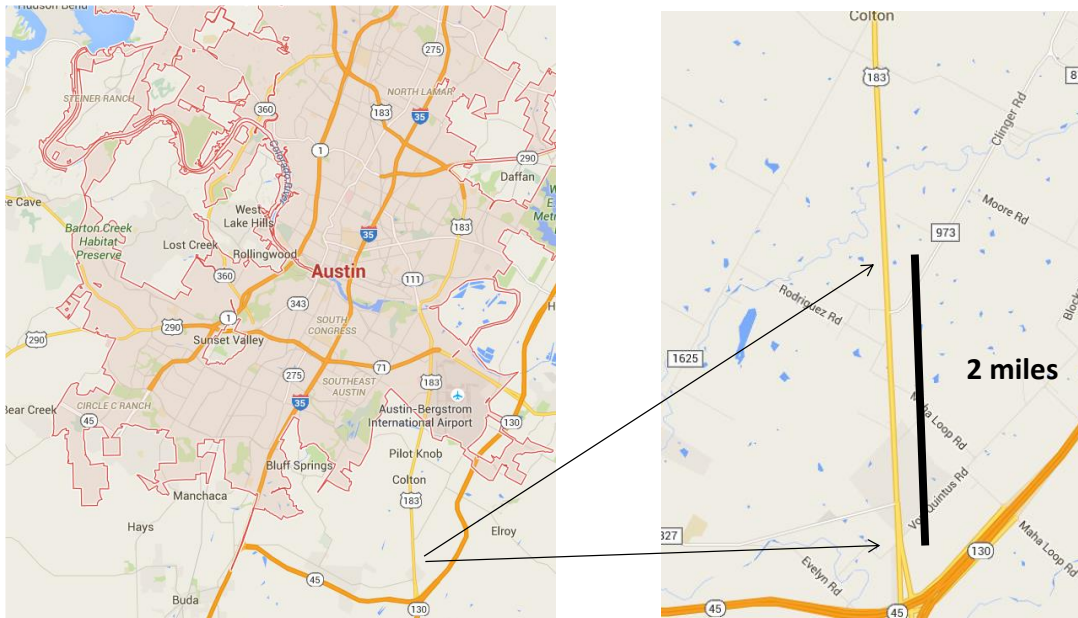 Hudson Bend
275
STEINER RANCH
NORTH LAMAR
360
183
35
1
290
Daffan
Colorado River
ee Cave
West
Lake Hills
183
Barton Creek
Habitat
Preserve
Lost Creek
Rollingwood
35
Austin
360
111
343
1
290
SOUTH
CONGRESS
290
Sunset Valley
71
275
SOUTHEAST
AUSTIN
183
Bear Creek
CIRCLE C RANCH
35
Austin-Bergstrom
International Airport
45
130
Pilot Knob
Bluff Springs
Colton
Manchaca
183
Hays
Elroy
45
Buda
130
Colton
183
Clinger Rd
Moore Rd
973
Rodriquez Rd
Block
1625
2 miles
Maha Loop Rd
Von Quintus Rd
327
130
Maha Loop Rd
Evelyn Rd
45
45